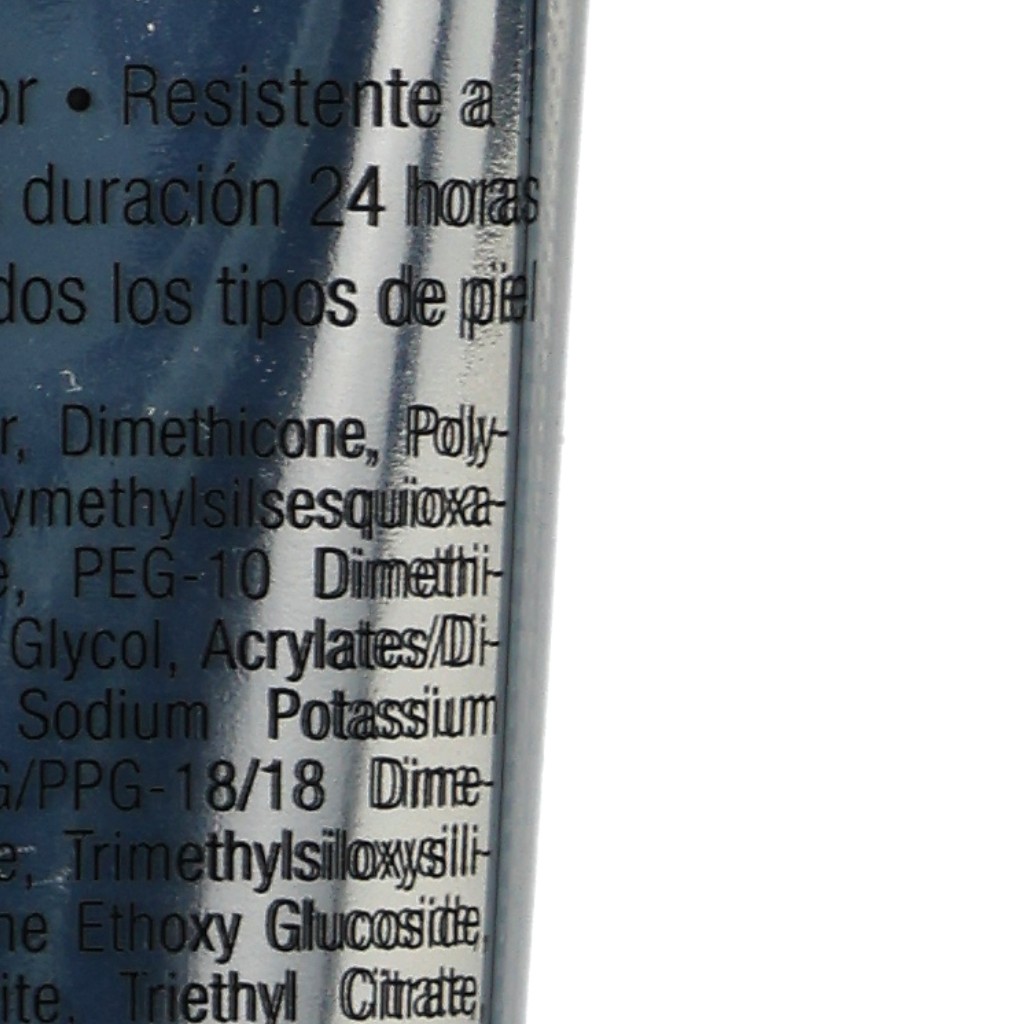 or • Resistente a
duración 24 horas
dos los tipos de piel
r, Dimethicone, Poly-
ymethylsilsesquioxa-
e, PEG-10 Dimethi-
Glycol, Acrylates/Di-
Sodium Potassium
G/PPG-18/18 Dime-
e, Trimethylsiloxysili-
ne Ethoxy Glucoside,
ite, Triethyl Citrate,